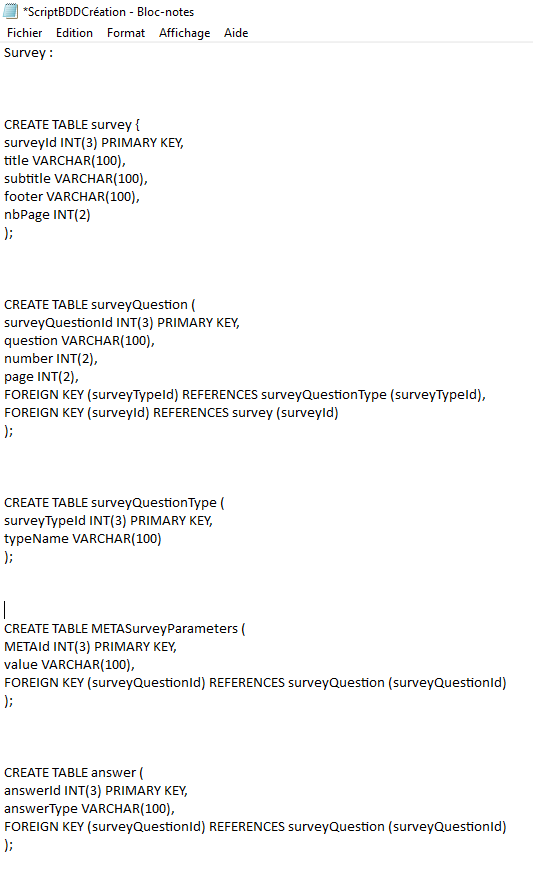 *ScriptBDDCréation - Bloc-notes
Fichier Edition Format Affichage Aide
Survey :
CREATE TABLE survey {
surveyId INT(3) PRIMARY KEY,
title VARCHAR(100),
subtitle VARCHAR(100),
footer VARCHAR(100),
nbPage INT(2)
);
CREATE TABLE surveyQuestion (
surveyQuestionId INT(3) PRIMARY KEY,
question VARCHAR(100),
number INT(2),
page INT(2),
FOREIGN KEY (surveyTypeId) REFERENCES surveyQuestionType (surveyTypeId),
FOREIGN KEY (surveyId) REFERENCES survey (surveyId)
);
CREATE TABLE surveyQuestionType (
surveyTypeId INT(3) PRIMARY KEY,
typeName VARCHAR(100)
);
CREATE TABLE METASurveyParameters (
METAId INT(3) PRIMARY KEY,
value VARCHAR(100),
FOREIGN KEY (surveyQuestionId) REFERENCES surveyQuestion (surveyQuestionId)
);
CREATE TABLE answer (
answerId INT(3) PRIMARY KEY,
answerType VARCHAR(100),
FOREIGN KEY (surveyQuestionId) REFERENCES surveyQuestion (surveyQuestionId)
);